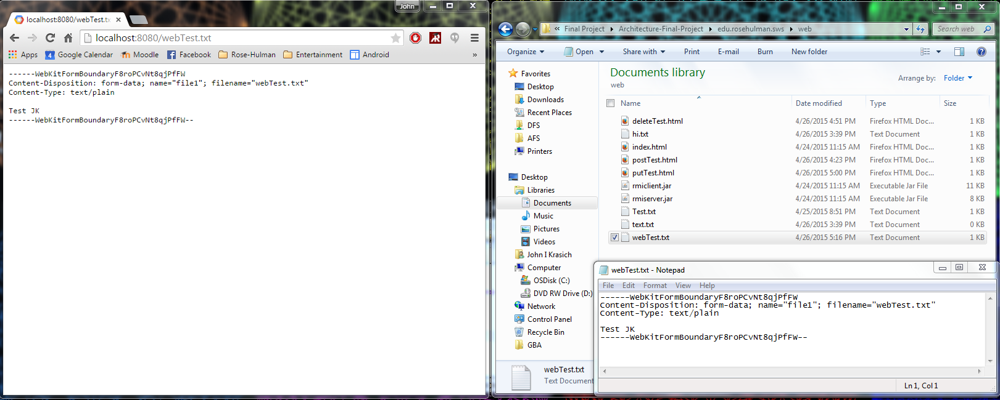 John
localhost:8080/webTest.tx
localhost:8080/webTest.txt
Apps
4
Google Calendar
Moodle
Facebook
Rose-Hulman
Entertainment
Android
»
------WebKitFormBoundaryF8roPCvNt8qjPfFW
Content-Disposition: form-data; name="file1"; filename="webTest.txt"
Content-Type: text/plain
Test JK
------WebKitFormBoundaryF8roPCvNt8qjPfFW--
« Final Project Architecture-Final-Project edu.rosehulman.sws web
Search web
Organize Open Share with Print E-mail Burn New folder
Favorites
Desktop
Downloads
Recent Places
DFS
AFS
Printers
Desktop
Libraries
Documents
Music
Pictures
Videos
John I Krasich
Computer
OSDisk (C:)
DVD RW Drive (D:)
Network
Control Panel
Recycle Bin
GBA
Documents library
web
Arrange by: Folder
Name Date modified Type Size
deleteTest.html 4/26/2015 4:51 PM Firefox HTML Doc... 1 KB
hi.txt 4/26/2015 3:39 PM Text Document 1 KB
index.html 4/24/2015 11:15 AM Firefox HTML Doc... 1 KB
postTest.html 4/26/2015 4:23 PM Firefox HTML Doc... 1 KB
putTest.html 4/26/2015 5:00 PM Firefox HTML Doc... 1 KB
rmiclient.jar 4/24/2015 11:15 AM Executable Jar File 11 KB
rmiserver.jar 4/24/2015 11:15 AM Executable Jar File 8 KB
Test.txt 4/25/2015 8:51 PM Text Document 1 KB
text.txt 4/26/2015 3:39 PM Text Document 0 KB
webTest.txt 4/26/2015 5:16 PM Text Document 1 KB
webTest.txt
Text Document
webTest.txt - Notepad
File Edit Format View Help
------WebKitFormBoundaryF8roPCvNt8qjPfFW
Content-Disposition: form-data; name="file1"; filename="webTest.txt"
Content-Type: text/plain
Test JK
------WebKitFormBoundaryF8roPCvNt8qjPfFW--
Ln 1, Col 1